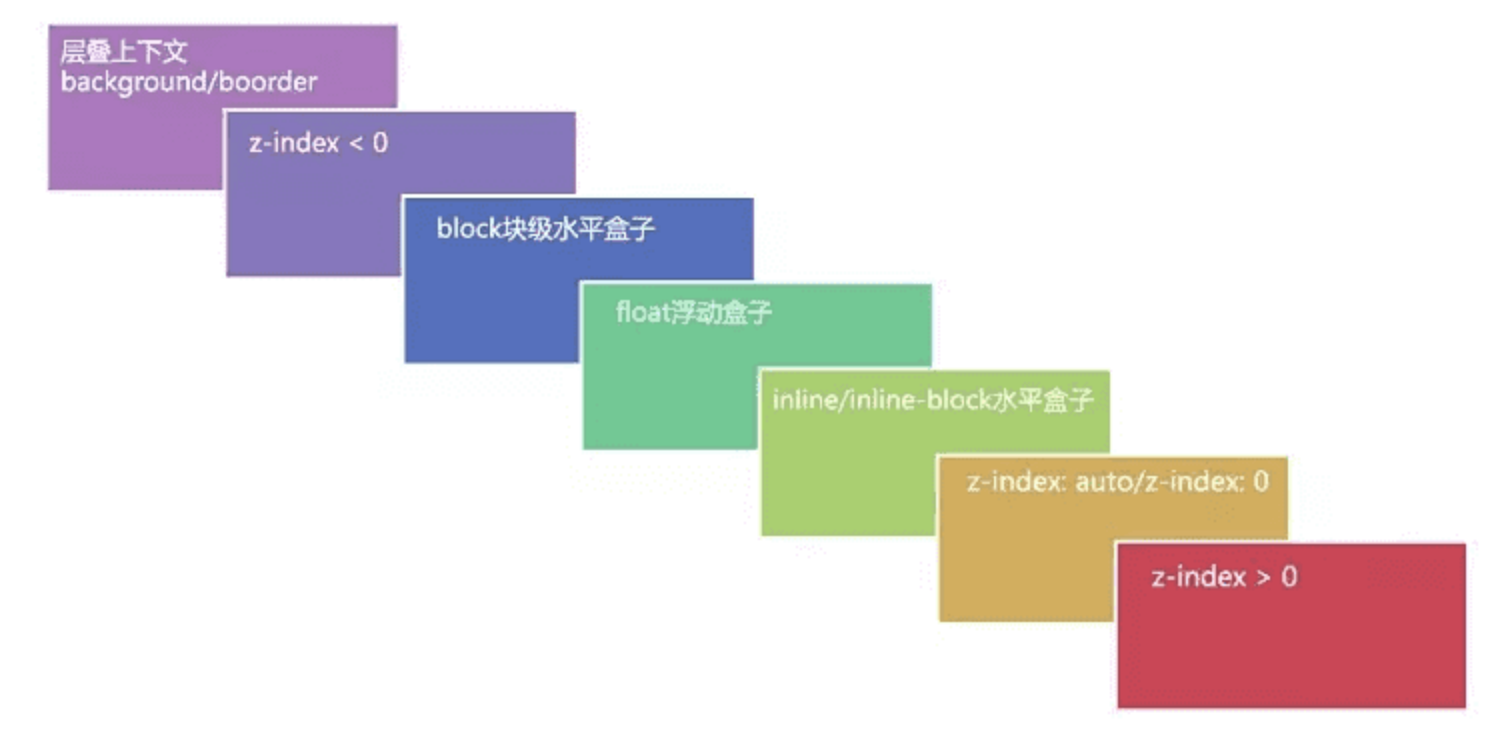 层叠上下文
background/boorder
z-index < 0
block块级水平盒子
float浮动盒子
inline/inline-block水平盒子
z-index: auto/z-index: 0
z-index > 0